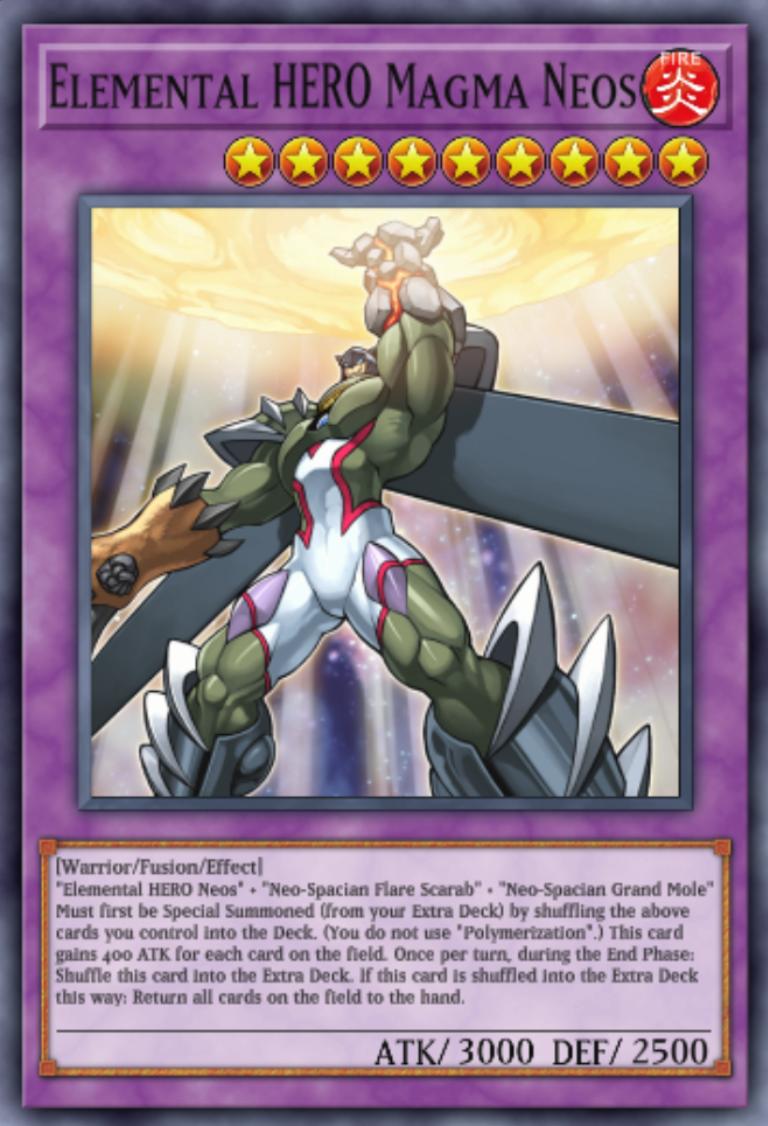 Elemental HERO Magma Neos
FIRE
炎
[Warrior/Fusion/Effect]
"Elemental HERO Neos" + "Neo-Spacian Flare Scarab" + "Neo-Spacian Grand Mole"
Must first be Special Summoned (from your Extra Deck) by shuffling the above
cards you control into the Deck. (You do not use "Polymerization".) This card
gains 400 ATK for each card on the field. Once per turn, during the End Phase:
Shuffle this card into the Extra Deck. If this card is shuffled into the Extra Deck
this way: Return all cards on the field to the hand.
ATK/ 3000 DEF/ 2500